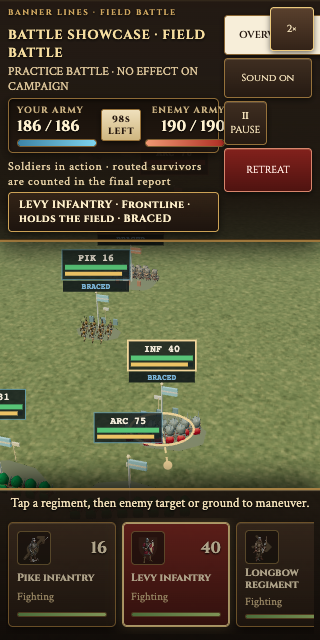 BANNER LINES · FIELD BATTLE
BATTLE SHOWCASE · FIELD BATTLE
PRACTICE BATTLE · NO EFFECT ON CAMPAIGN
YOUR ARMY
186 / 186
98s
LEFT
ENEMY ARMY
190 / 190
Soldiers in action · routed survivors are counted in the final report
LEVY INFANTRY · FRONTLINE · HOLDS THE FIELD · BRACED
2×
SOUND ON
II
PAUSE
RETREAT
PIK 16
BRACED
INF 40
BRACED
ARC 75
Tap a regiment, then enemy target or ground to maneuver.
16
PIKE INFANTRY
Fighting
40
LEVY INFANTRY
Fighting
LONGBOW REGIMENT
Fighting